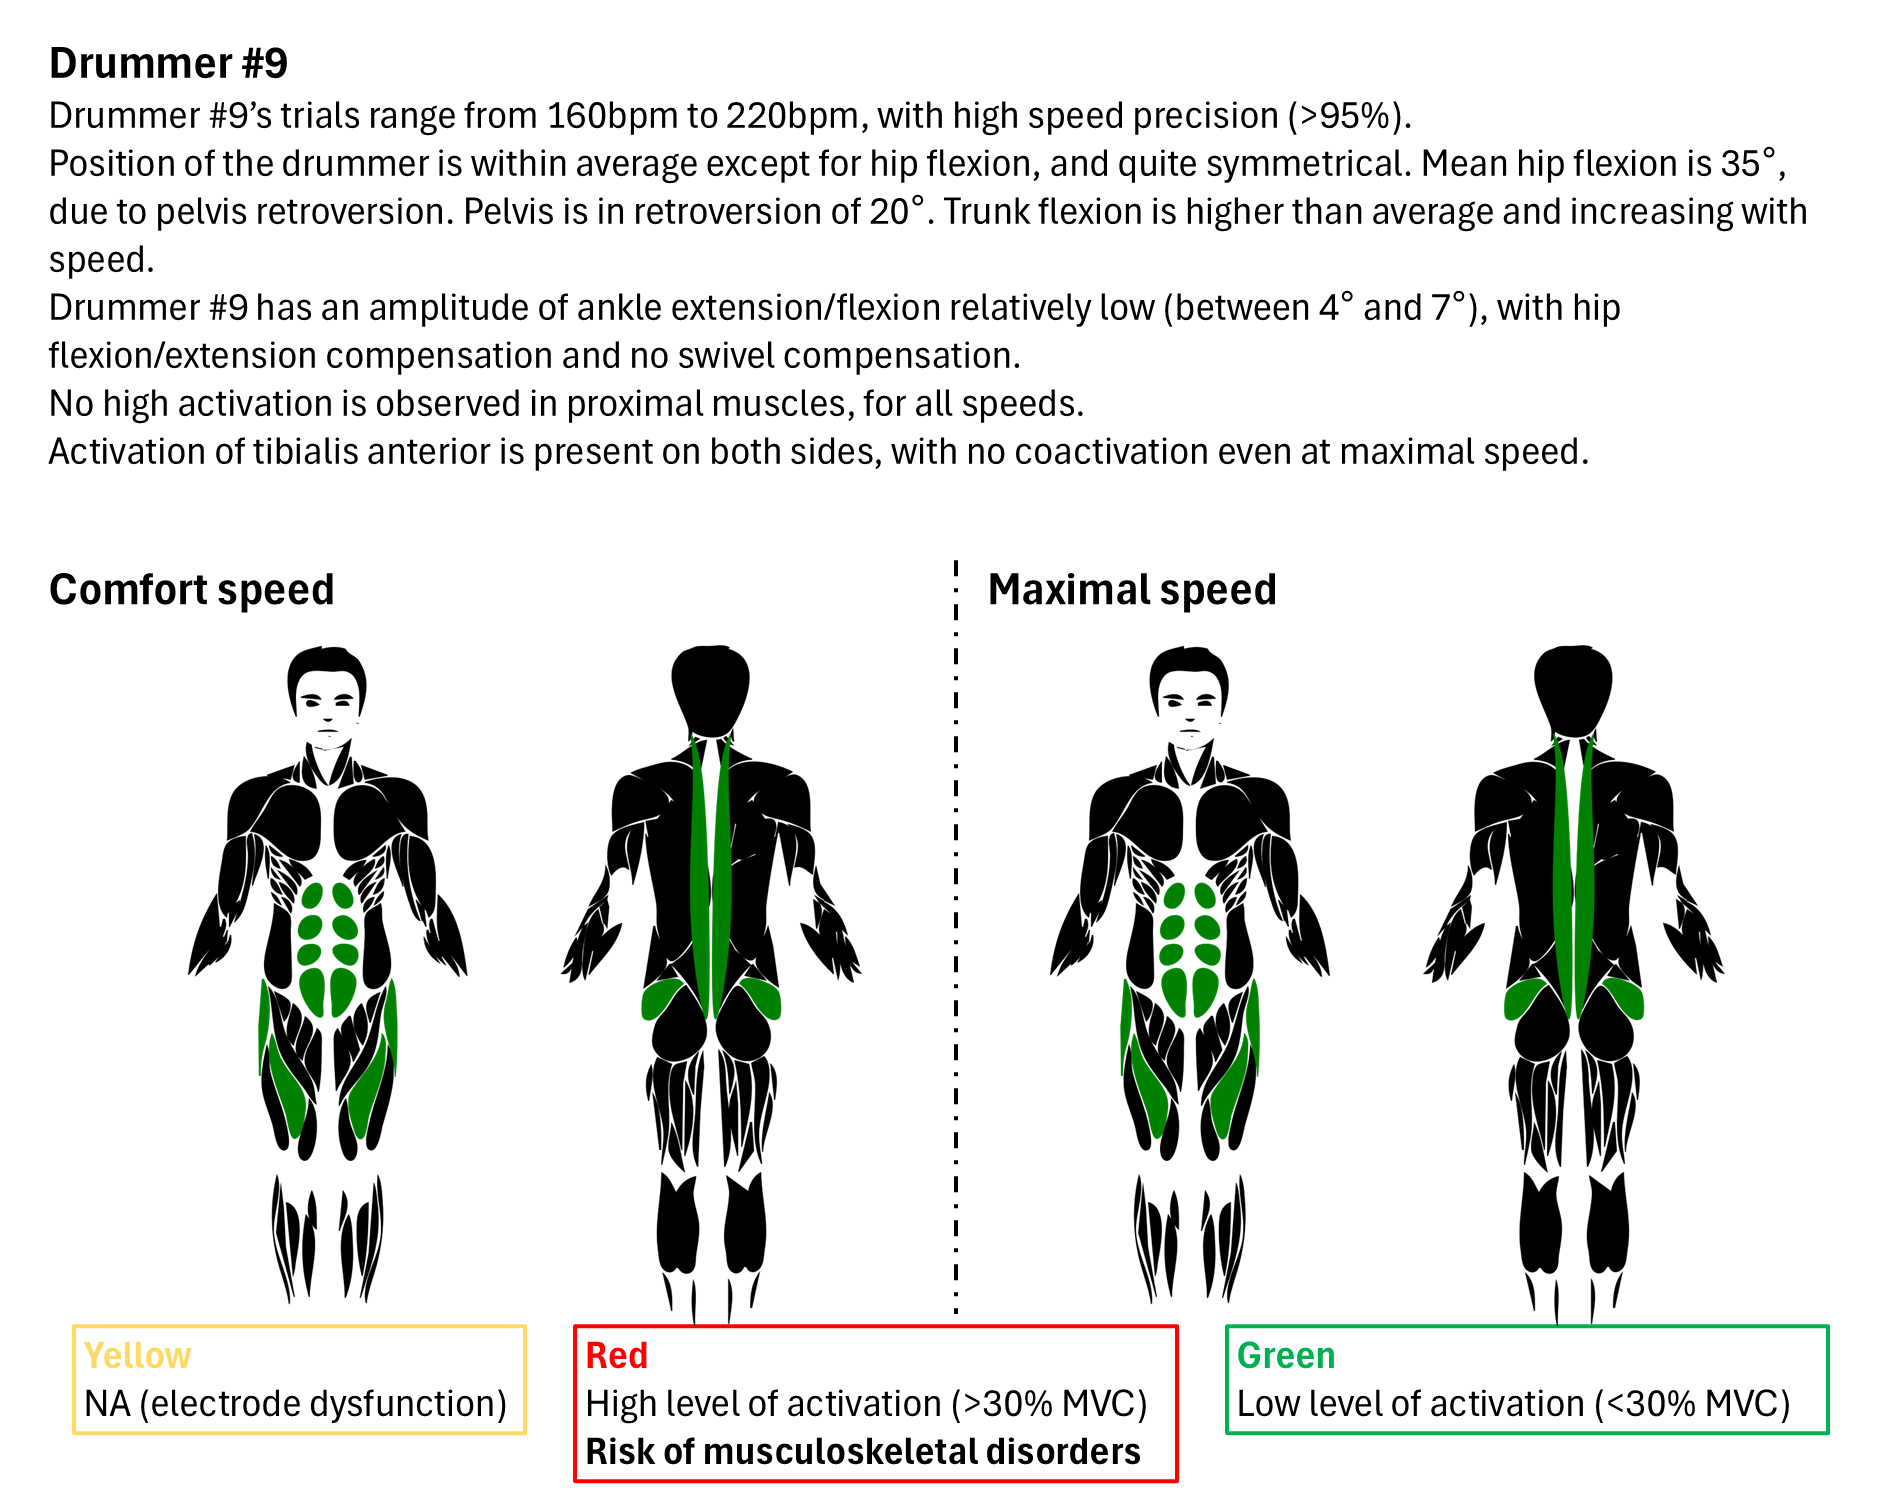 Drummer #9
Drummer #9’s trials range from 160bpm to 220bpm, with high speed precision (>95%).
Position of the drummer is within average except for hip flexion, and quite symmetrical. Mean hip flexion is 35°,
due to pelvis retroversion. Pelvis is in retroversion of 20°. Trunk flexion is higher than average and increasing with
speed.
Drummer #9 has an amplitude of ankle extension/flexion relatively low (between 4° and 7°), with hip
flexion/extension compensation and no swivel compensation.
No high activation is observed in proximal muscles, for all speeds.
Activation of tibialis anterior is present on both sides, with no coactivation even at maximal speed.
Comfort speed
Maximal speed
Yellow
NA (electrode dysfunction)
Red
High level of activation (>30% MVC)
Risk of musculoskeletal disorders
Green
Low level of activation (<30% MVC)